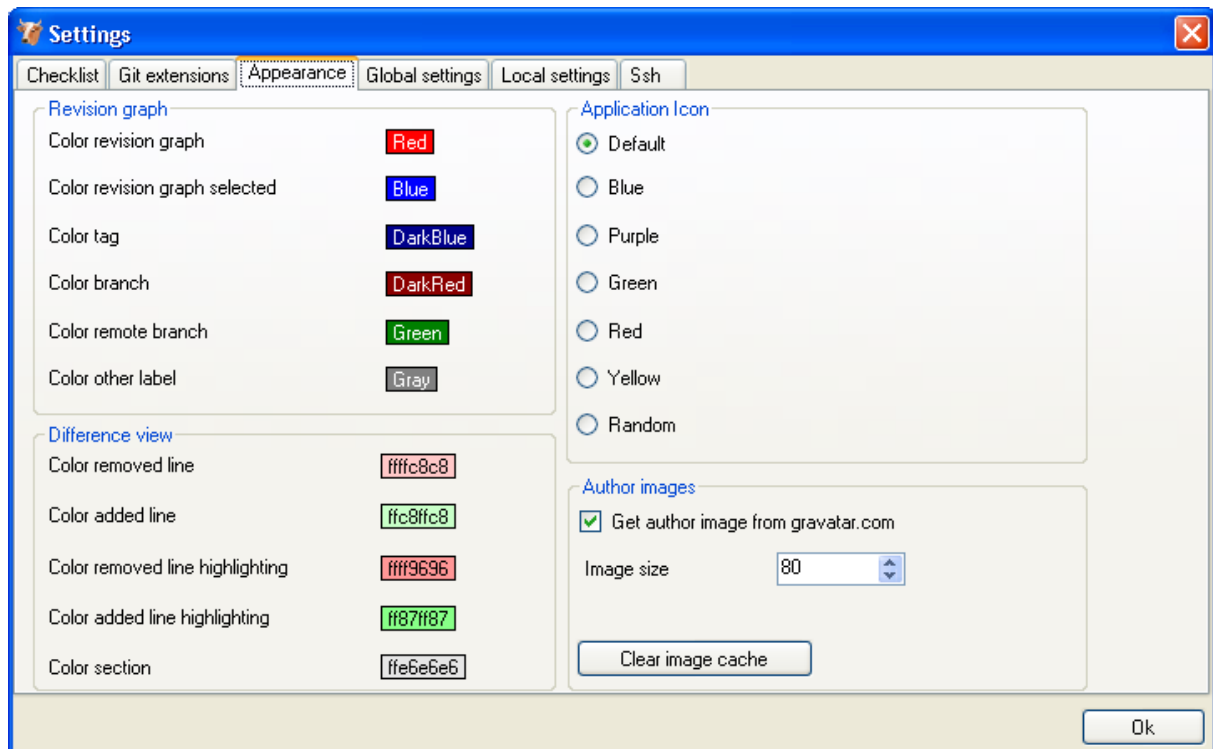 Settings
Checklist Git extensions Appearance Global settings Local settings Ssh
Revision graph
Color revision graph Red
Color revision graph selected Blue
Color tag DarkBlue
Color branch DarkRed
Color remote branch Green
Color other label Gray
Difference view
Color removed line ffffc8c8
Color added line ffc8ffc8
Color removed line highlighting ffff9696
Color added line highlighting ff87ff87
Color section ffe6e6e6
Application Icon
Default
Blue
Purple
Green
Red
Yellow
Random
Author images
Get author image from gravatar.com
Image size 80
Clear image cache
Ok